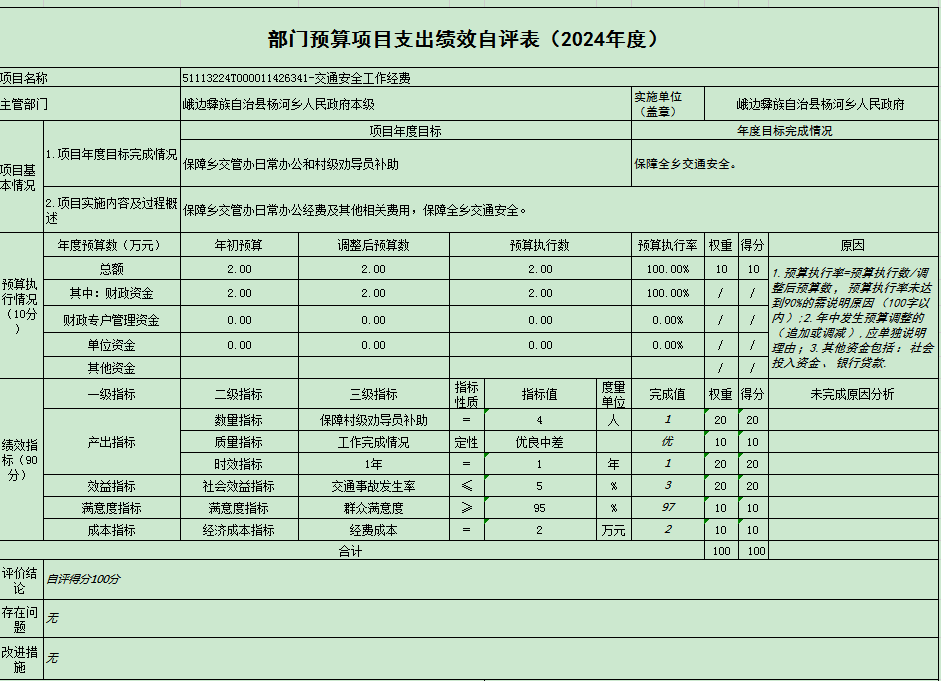 部门预算项目支出绩效自评表（2024年度）
项目名称 51113224T000011426341-交通安全工作经费
主管部门 峨边彝族自治县杨河乡人民政府本级 实施单位（盖章） 峨边彝族自治县杨河乡人民政府
项目基本情况 1.项目年度目标完成情况 项目年度目标 年度目标完成情况
保障乡交管办日常办公和村级劝导员补助 保障全乡交通安全。
2.项目实施内容及过程概述 保障乡交管办日常办公经费及其他相关费用，保障全乡交通安全。
预算执行情况（10分） 年度预算数（万元） 年初预算 调整后预算数 预算执行数 预算执行率 权重 得分 原因
总额 2.00 2.00 2.00 100.00% 10 10 1.预算执行率=预算执行数/调整后预算数，预算执行率未达到90%的需说明原因（100字以内）;2.年中发生预算调整的（追加或调减）,应单独说明理由；3.其他资金包括：社会投入资金、银行贷款.
其中：财政资金 2.00 2.00 2.00 100.00% / /
财政专户管理资金 0.00 0.00 0.00 0.00% / /
单位资金 0.00 0.00 0.00 0.00% / /
其他资金 / /
绩效指标（90分） 一级指标 二级指标 三级指标 指标性质 指标值 度量单位 完成值 权重 得分 未完成原因分析
产出指标 数量指标 保障村级劝导员补助 ＝ 4 人 1 20 20
质量指标 工作完成情况 定性 优良中差 优 10 10
时效指标 1年 ＝ 1 年 1 20 20
效益指标 社会效益指标 交通事故发生率 ≤ 5 % 3 20 20
满意度指标 满意度指标 群众满意度 ≥ 95 % 97 10 10
成本指标 经济成本指标 经费成本 ＝ 2 万元 2 10 10
合计 100 100
评价结论 自评得分100分
存在问题 无
改进措施 无